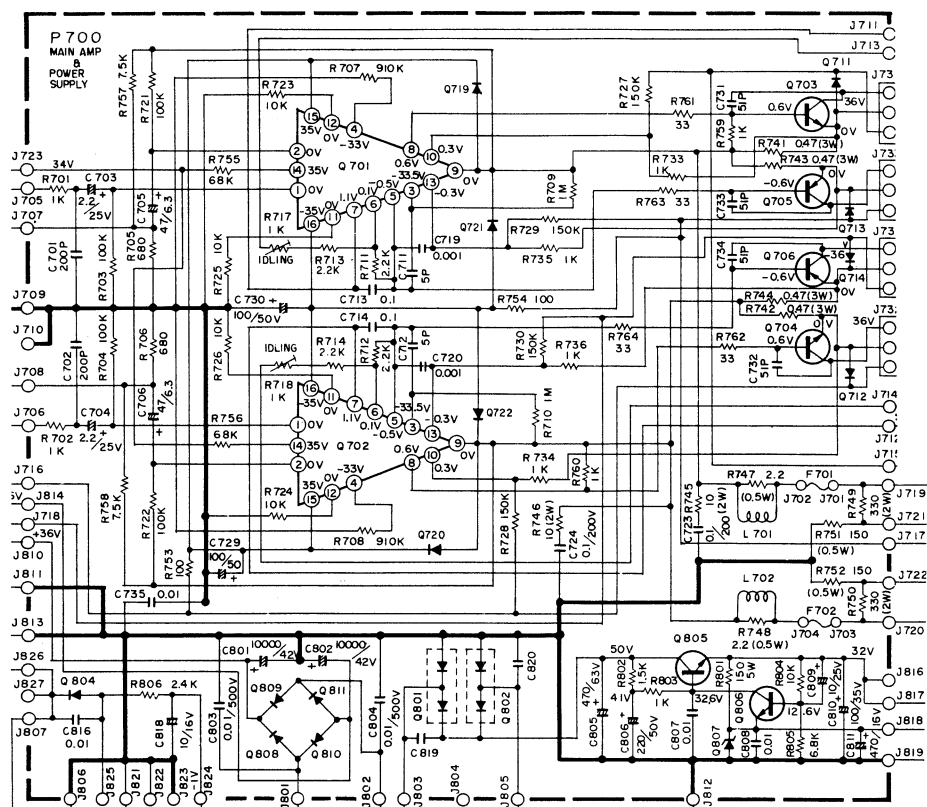 P700
MAIN AMP
&
POWER
SUPPLY
R757 7.5K
R721
100K
R723
10K
R707 910K
Q719
R727
150K
R761
33
C731
51P
R759
1K
Q711
Q703
0.6V
36V
0V
J711
J713
J73
15
12
4
35V
0V
-33V
2
0V
14
35V
1
0V
Q701
8
10
0.3V
0.6V
-33.5V
9
0V
3
13
-0.3V
-0.5V
0.1V
1.1V
-35V
0V
16
11
7
6
5
R741 0.47(3W)
R743 0.47(3W)
R733
1K
R763 33
C733
51P
-0.6V
Q705
0V
J723
34V
R701
1K
C703
2.2
25V
J705
J707
R755
68K
C705
47/6.3
R705
680
C701
200P
R703
100K
R717
1K
IDLING
R713
2.2K
R711
2.2K
C711
5P
C719
0.001
R709
1M
Q721
R729
150K
R735 1K
C734
51P
Q713
Q706
-0.6V
-36V
Q714
0V
R725
10K
C730
100/50V
C713 0.1
C714 0.1
R754 100
R744 0.47(3W)
R742 0.47(3W)
J709
J710
C702
200P
R704
100K
R706
680
R726
10K
R714
2.2K
R712
2.2K
C712
5P
C720
0.001
R730
150K
R736
1K
R764
33
R762
33
Q704
0.6V
0V
36V
C732
51P
Q712
J708
J706
R702
1K
C704
2.2
25V
C706
47/6.3
R756
68K
IDLING
R718
1K
16
11
7
6
5
3
13
-35V
0V
1.1V
0.1V
-0.5V
-33.5V
-0.3V
1
0V
14
35V
2
0V
Q702
9
0V
0.6V
10
0.3V
8
-33V
4
12
0V
35V
15
Q722
R710 1M
R734
1K
R760
1K
J714
J712
J715
J716
J814
J718
+36V
J810
J811
R758
7.5K
R722
100K
R753
100
C729
100/50
R724
10K
R708 910K
Q720
R728 150K
R746
10 (2W)
C724
0.1/200V
R745
10
(2W)
C723
0.1/
200
R747 2.2
(0.5W)
L701
F701
J702 J701
R749
330
(2W)
J719
J721
R751 150
(0.5W)
J717
R752 150
(0.5W)
J722
L702
R748
2.2 (0.5W)
F702
J704 J703
R750
330
(2W)
J720
C735
0.01
J813
J826
J827
J807
Q804
C816
0.01
R806 2.4K
C818
10/16V
C801
10000
42V
C802
10000
42V
Q809
Q811
Q808
Q810
C803
0.01/500V
C804
0.01/500V
Q801
Q802
C820
C819
50V
470/63V
C805
R802
1.5K
41V
C806
220/50V
R803
1K
Q805
32.6V
C807
0.01
R801
150
5W
Q806
Q807
C808
0.01
R804
10K
12.6V
R805
6.8K
C809
10/25V
C810
100/35V
C811
470/16V
32V
J816
J817
J818
J819
J806
J825
J821
J822
J823
-1V
J824
J801
J802
J803
J804
J805
J812